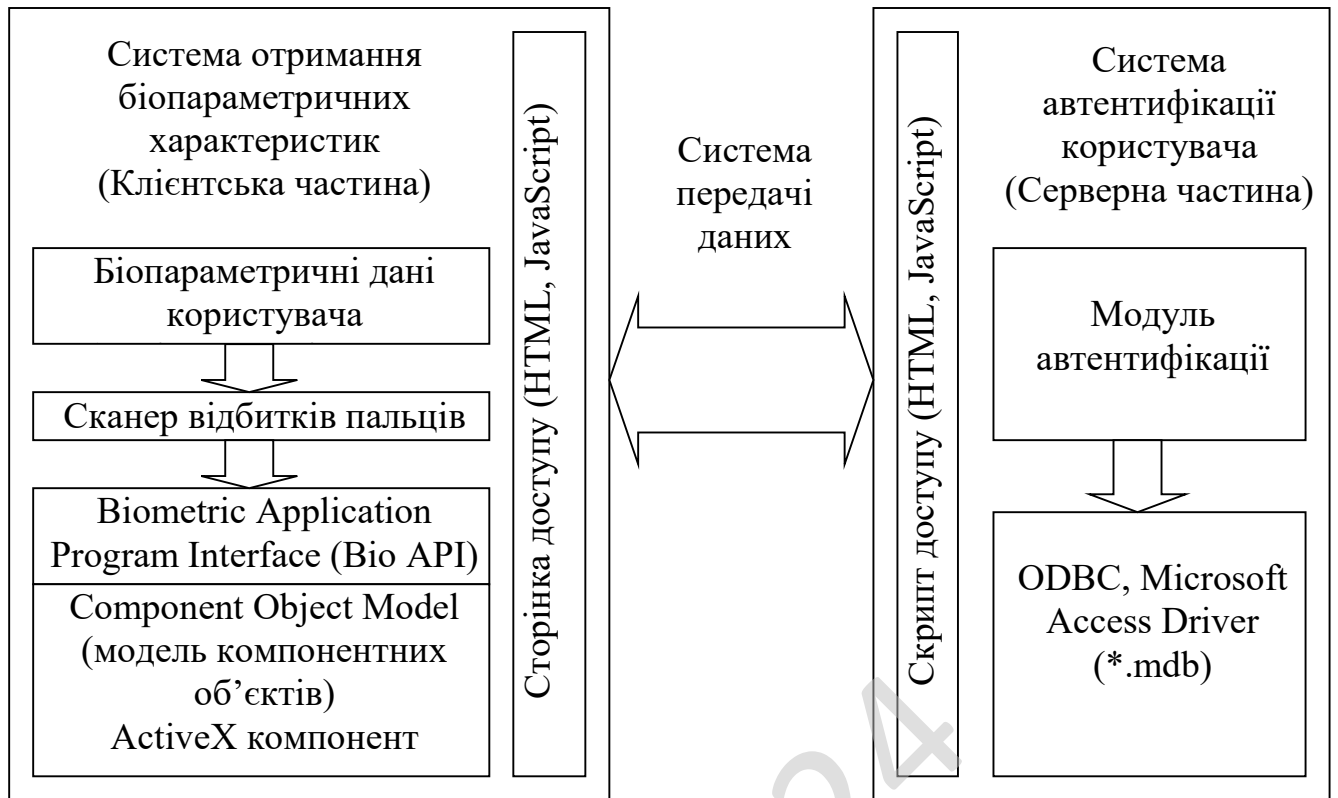 Система отримання
біопараметричних
характеристик
(Клієнтська частина)
Біопараметричні дані
користувача
Сканер відбитків пальців
Biometric Application
Program Interface (Bio API)
Component Object Model
(модель компонентних
об’єктів)
ActiveX компонент
Сторінка доступу (HTML, JavaScript)
Система
передачі
даних
Скрипт доступу (HTML, JavaScript)
Система
автентифікації
користувача
(Серверна частина)
Модуль
автентифікації
ODBC, Microsoft
Access Driver
(*.mdb)
24